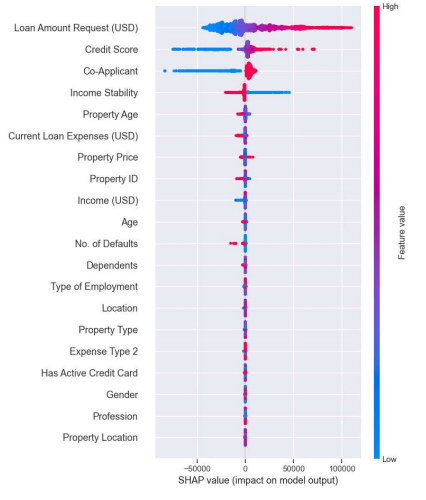 High
Loan Amount Request (USD)
Credit Score
Co-Applicant
Income Stability
Property Age
Current Loan Expenses (USD)
Property Price
Property ID
Income (USD)
Age
No. of Defaults
Dependents
Type of Employment
Location
Property Type
Expense Type 2
Has Active Credit Card
Gender
Profession
Property Location
Feature value
Low
−50000 0 50000 100000
SHAP value (impact on model output)